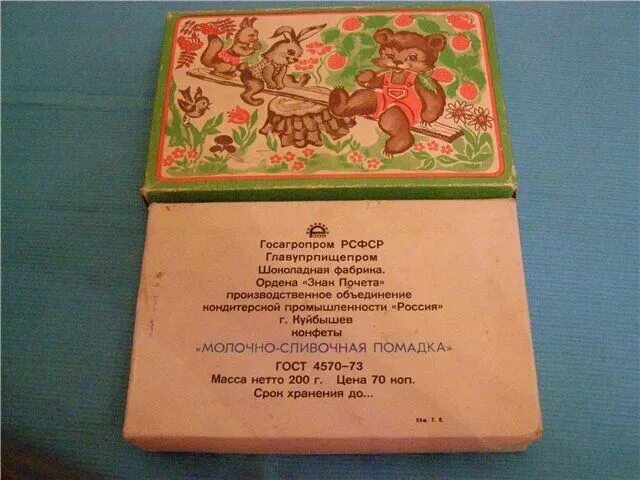 Госагропром РСФСР
Главупрпищепром
Шоколадная фабрика.
Ордена «Знак Почета»
производственное объединение
кондитерской промышленности «Россия»
г. Куйбышев
конфеты
«МОЛОЧНО-СЛИВОЧНАЯ ПОМАДКА»
ГОСТ 4570-73
Масса нетто 200 г. Цена 70 коп.
Срок хранения до...